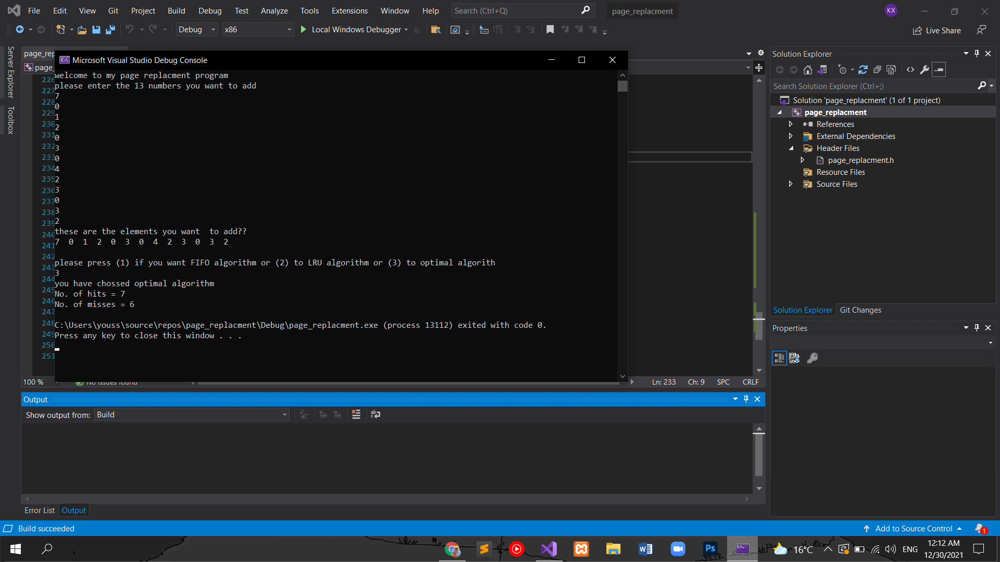 File Edit View Git Project Build Debug Test Analyze Tools Extensions Window Help Search (Ctrl+Q) page_replacment KX
Debug x86 Local Windows Debugger Live Share
Server Explorer
Toolbox
page_rep
page_
Microsoft Visual Studio Debug Console
welcome to my page replacment program
please enter the 13 numbers you want to add
7
0
1
2
0
3
0
4
2
3
0
3
2
these are the elements you want  to add??
7  0  1  2  0  3  0  4  2  3  0  3  2
please press (1) if you want FIFO algorithm or (2) to LRU algorithm or (3) to optimal algorith
3
you have chossed optimal algorithm
No. of hits = 7
No. of misses = 6
C:\Users\youss\source\repos\page_replacment\Debug\page_replacment.exe (process 13112) exited with code 0.
Press any key to close this window . . .
226
227
228
229
230
231
232
233
234
235
236
237
238
239
240
241
242
243
244
245
246
247
248
249
250
251
100 % No issues found Ln: 233 Ch: 9 SPC CRLF
Output
Show output from: Build
Error List Output
Solution Explorer
Search Solution Explorer (Ctrl+;)
Solution 'page_replacment' (1 of 1 project)
page_replacment
References
External Dependencies
Header Files
page_replacment.h
Resource Files
Source Files
Solution Explorer Git Changes
Properties
Build succeeded Add to Source Control 1
16°C ENG 12:12 AM
12/30/2021